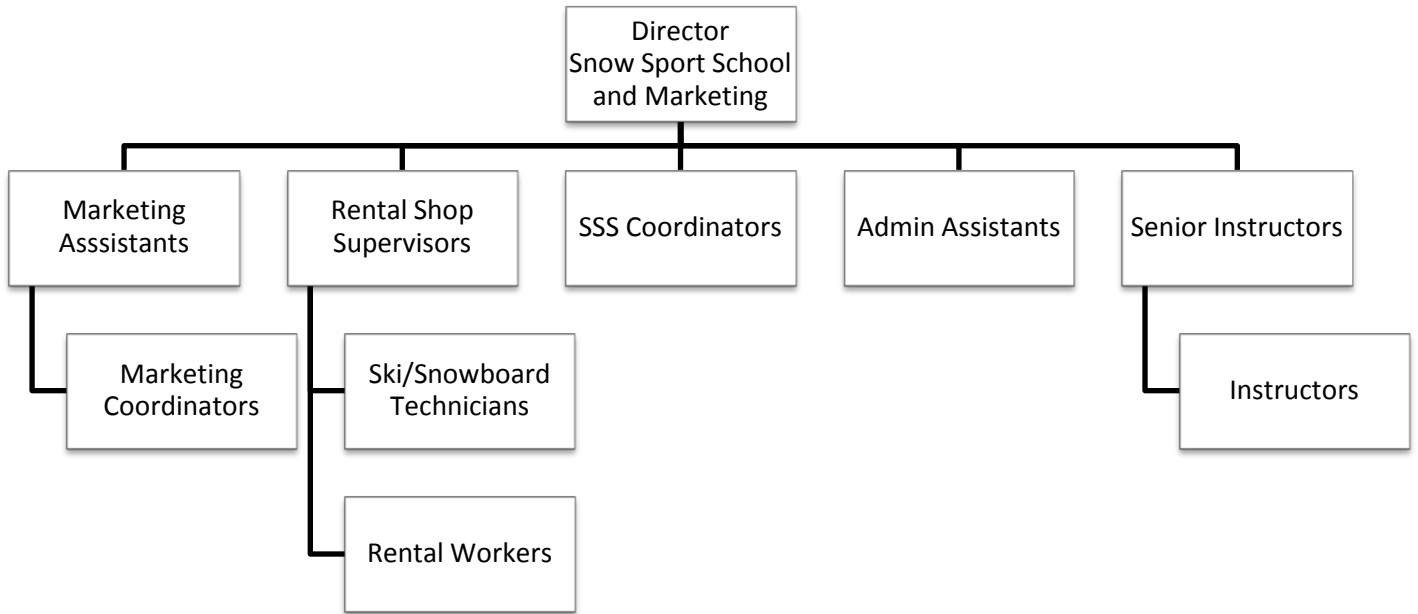 Director
Snow Sport School
and Marketing
Marketing
Asssistants
Rental Shop
Supervisors
SSS Coordinators
Admin Assistants
Senior Instructors
Marketing
Coordinators
Ski/Snowboard
Technicians
Instructors
Rental Workers